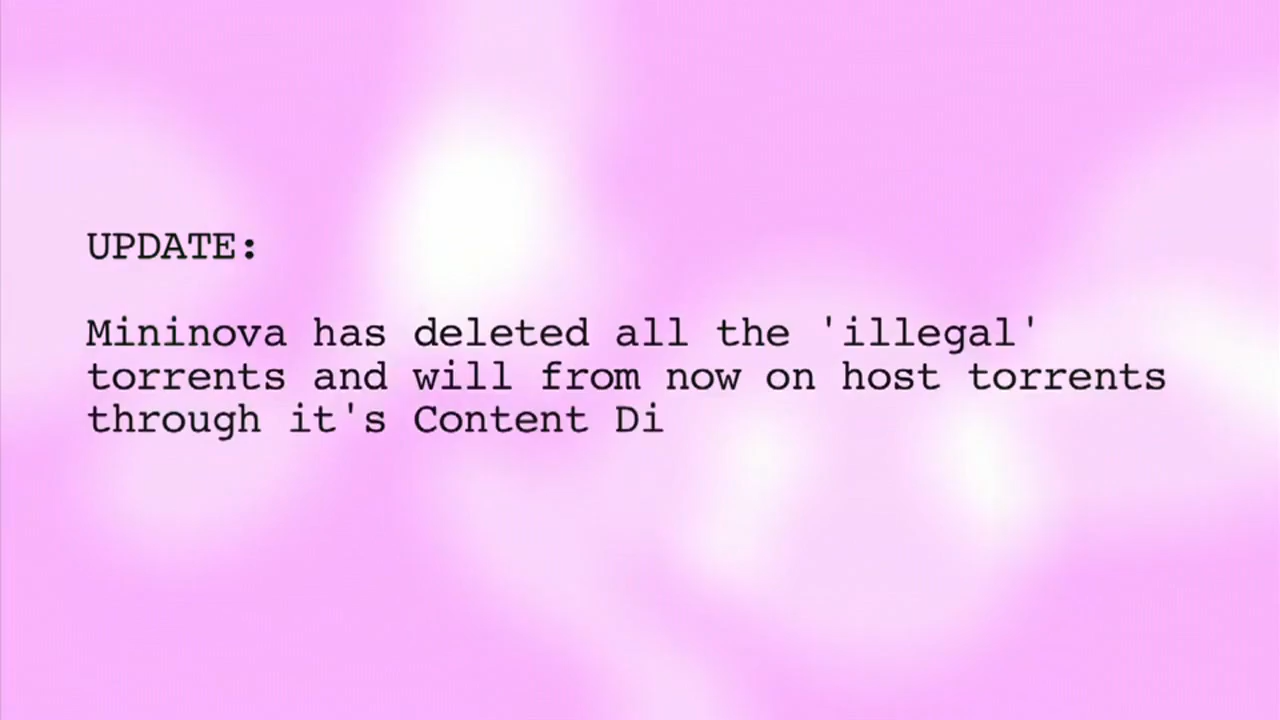 UPDATE:
Mininova has deleted all the 'illegal'
torrents and will from now on host torrents
through it's Content Di